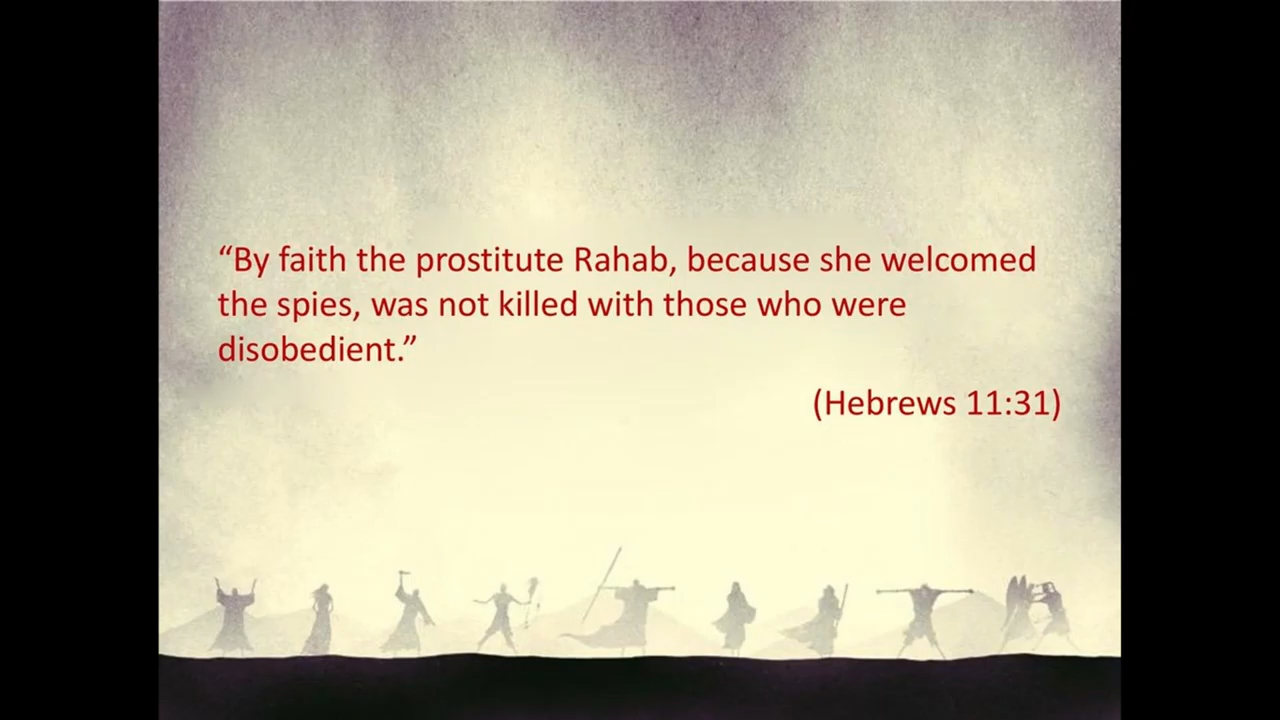 “By faith the prostitute Rahab, because she welcomed
the spies, was not killed with those who were
disobedient.”
(Hebrews 11:31)